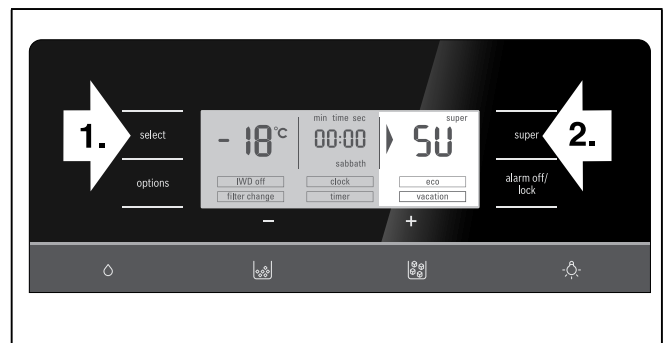 1.
select
options
- 18 °C
min time sec
00:00
sabbath
super
SU
IWD off
clock
eco
filter change
timer
vacation
super
2.
alarm off/
lock
−
+